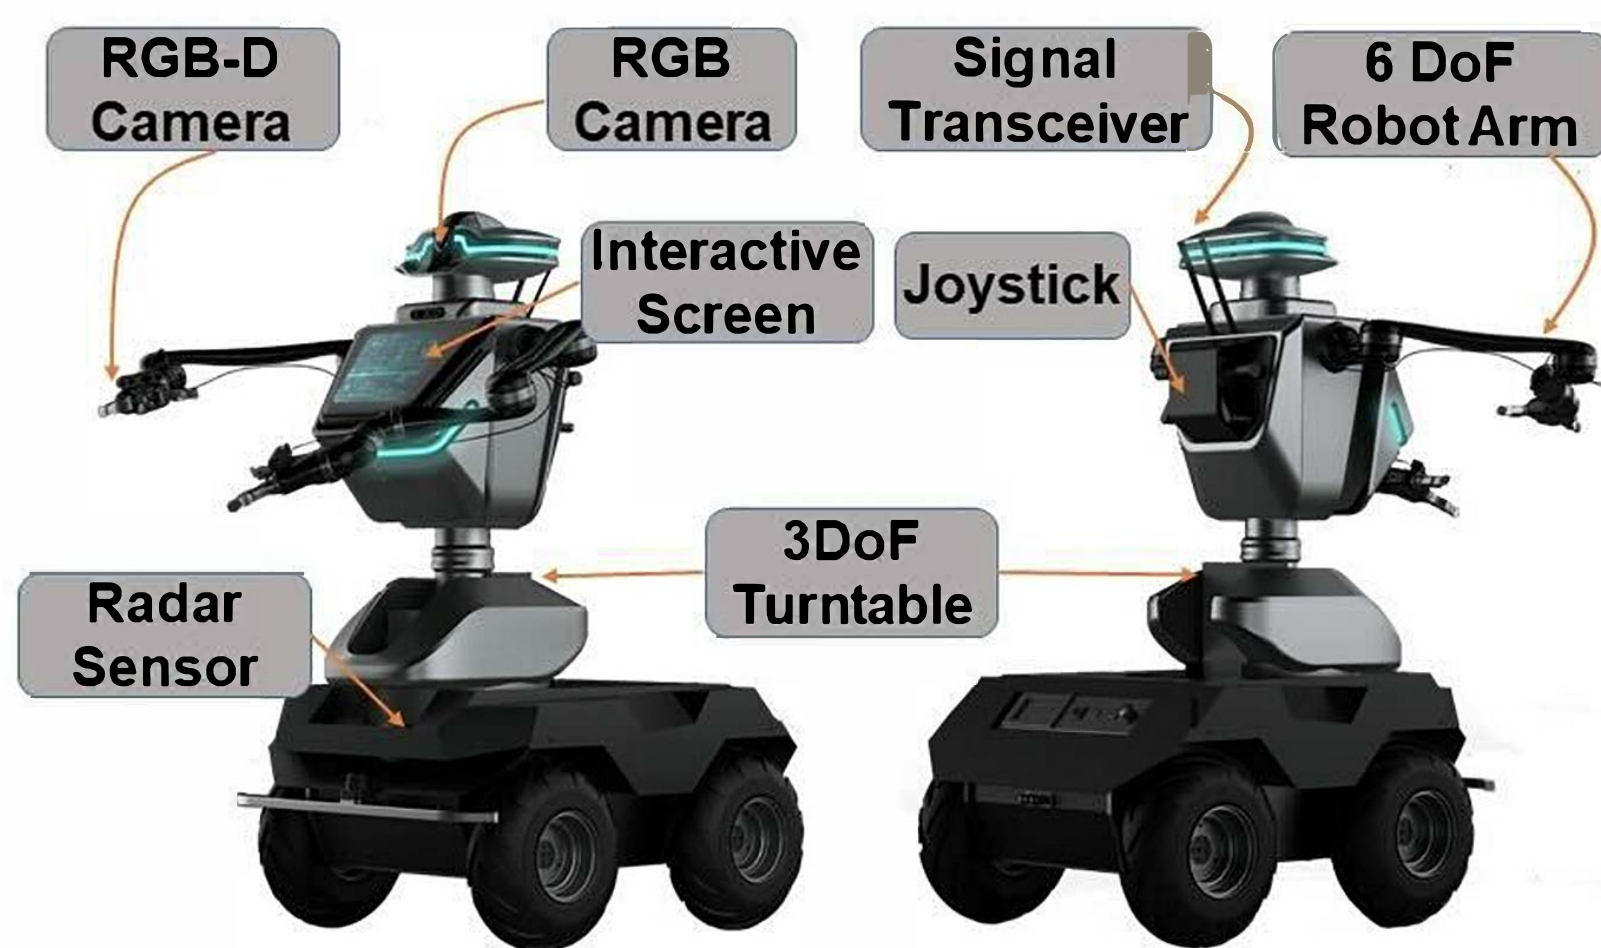 RGB-D
Camera
RGB
Camera
Signal
Transceiver
6 DoF
Robot Arm
Interactive
Screen
Joystick
3DoF
Turntable
Radar
Sensor